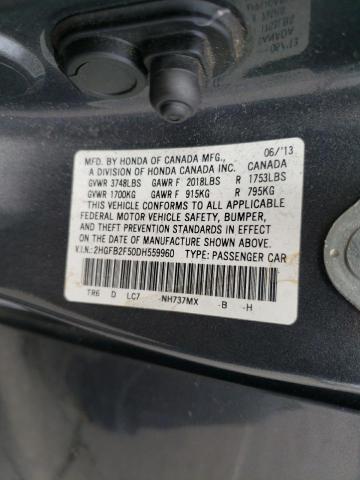 MFD. BY HONDA OF CANADA MFG., 06/'13
A DIVISION OF HONDA CANADA INC. CANADA
GVWR 3748LBS GAWR F 2018LBS R 1753LBS
GVWR 1700KG GAWR F 915KG R 795KG
THIS VEHICLE CONFORMS TO ALL APPLICABLE
FEDERAL MOTOR VEHICLE SAFETY, BUMPER,
AND THEFT PREVENTION STANDARDS IN EFFECT
ON THE DATE OF MANUFACTURE SHOWN ABOVE.
V.I.N.: 2HGFB2F50DH559960 TYPE: PASSENGER CAR
TR6 D LC7 -NH737MX -B -H